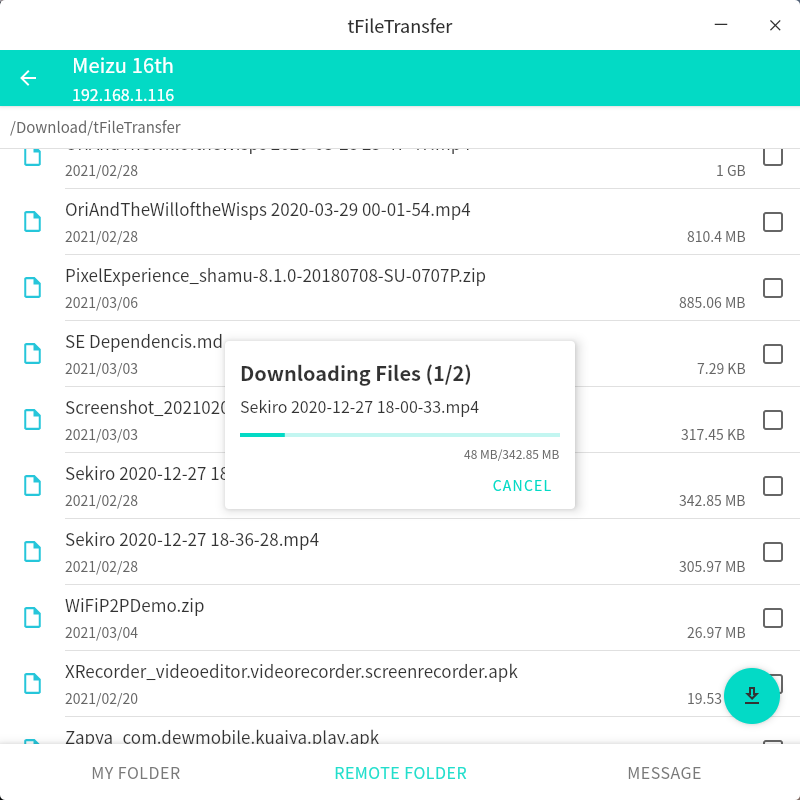 tFileTransfer
Meizu 16th
192.168.1.116
/Download/tFileTransfer
2021/02/28
1 GB
OriAndTheWilloftheWisps 2020-03-29 00-01-54.mp4
2021/02/28
810.4 MB
PixelExperience_shamu-8.1.0-20180708-SU-0707P.zip
2021/03/06
885.06 MB
SE Dependencis.md
2021/03/03
7.29 KB
Screenshot_2021020
2021/03/03
317.45 KB
Sekiro 2020-12-27 18
2021/02/28
342.85 MB
Downloading Files (1/2)
Sekiro 2020-12-27 18-00-33.mp4
48 MB/342.85 MB
CANCEL
Sekiro 2020-12-27 18-36-28.mp4
2021/02/28
305.97 MB
WiFiP2PDemo.zip
2021/03/04
26.97 MB
XRecorder_videoeditor.videorecorder.screenrecorder.apk
2021/02/20
19.53
Zapya_com.dewmobile.kuaiya.play.apk
MY FOLDER
REMOTE FOLDER
MESSAGE